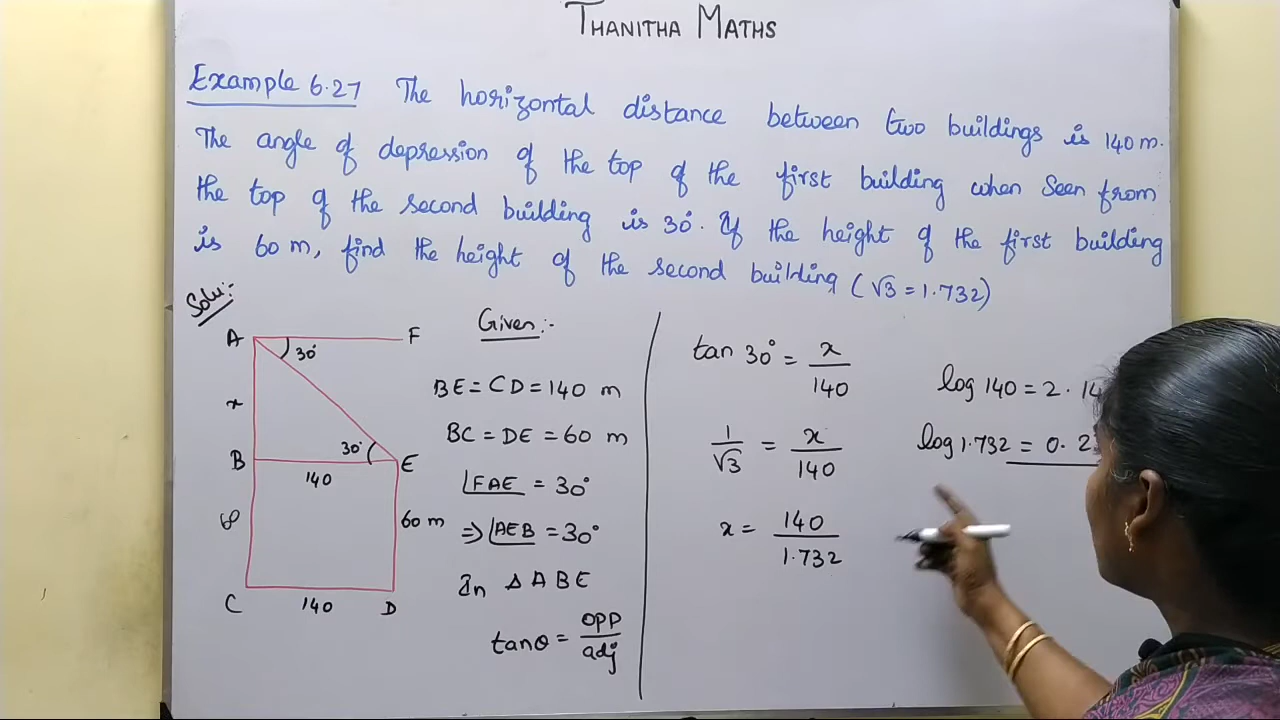 THANITHA MATHS
Example 6.27 The horizontal distance between two buildings is 140 m.
The angle of depression of the top of the first building when seen from
the top of the second building is 30°. If the height of the first building
is 60 m, find the height of the second building (√3 = 1.732)
Solu:-
A
F
30°
x
B
30°
E
140
60
60 m
C
140
D
Given:-
BE = CD = 140 m
BC = DE = 60 m
∠FAE = 30°
⇒ ∠AEB = 30°
In Δ ABE
tanθ = opp/adj
tan 30° = x/140
1/√3 = x/140
x = 140/1.732
log 140 = 2.14
log 1.732 = 0.2